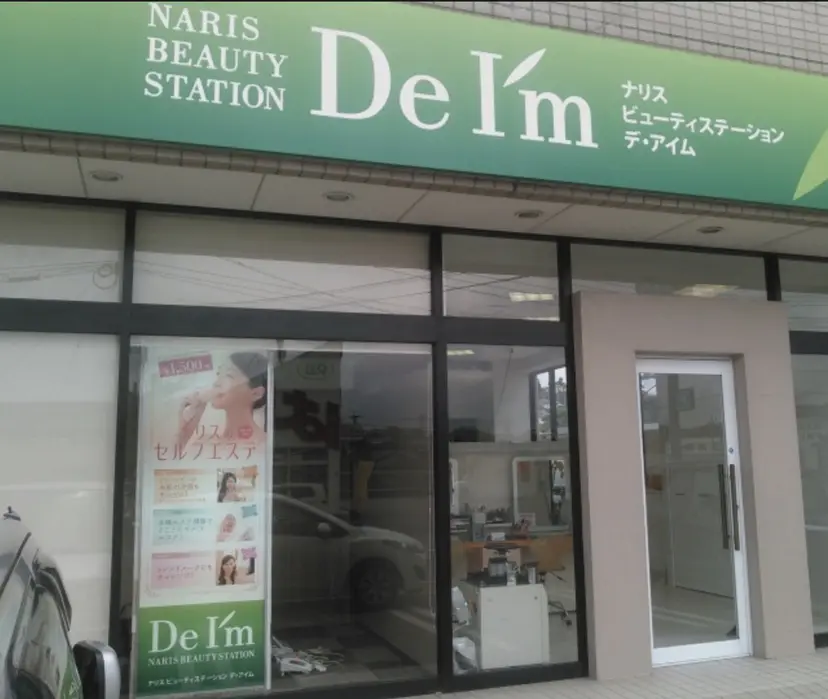 NARIS
BEAUTY
STATION
De I'm
ナリス
ビューティステーション
デ・アイム
1,500
リス
セルフエステ
De I'm
NARIS BEAUTY STATION
ナリス ビューティステーション デ・アイム